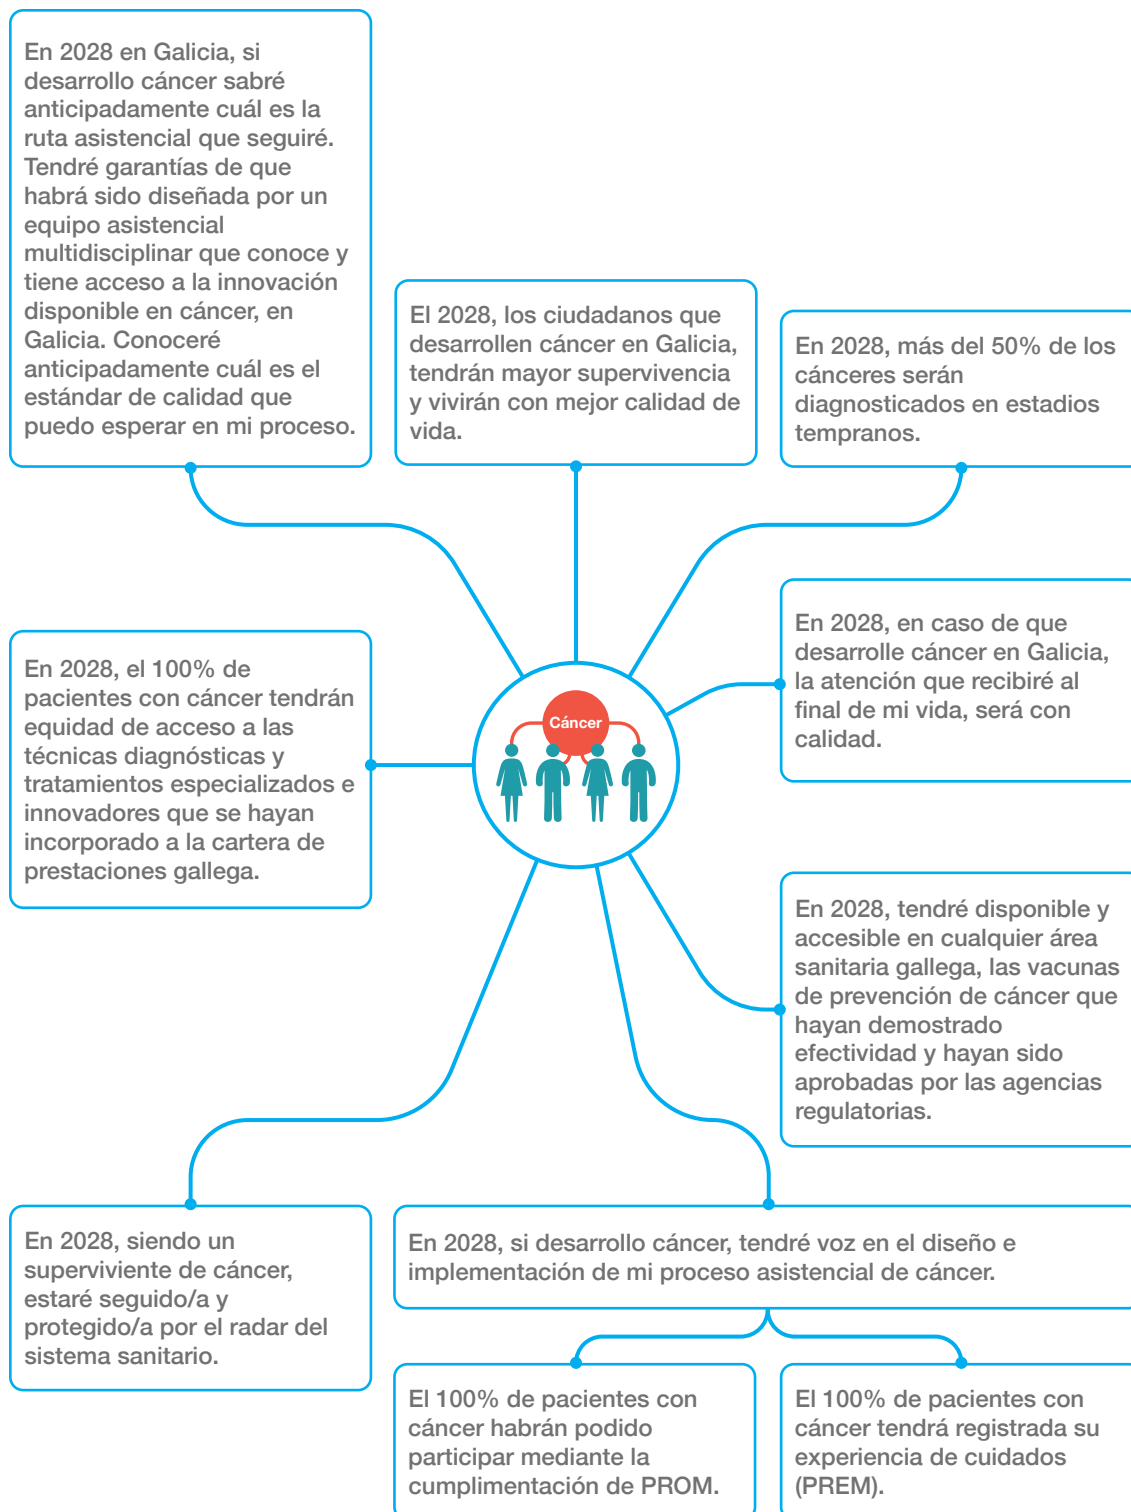 En 2028 en Galicia, si
desarrollo cáncer sabré
anticipadamente cuál es la
ruta asistencial que seguiré.
Tendré garantías de que
habrá sido diseñada por un
equipo asistencial
multidisciplinar que conoce y
tiene acceso a la innovación
disponible en cáncer, en
Galicia. Conoceré
anticipadamente cuál es el
estándar de calidad que
puedo esperar en mi proceso.
El 2028, los ciudadanos que
desarrollen cáncer en Galicia,
tendrán mayor supervivencia
y vivirán con mejor calidad de
vida.
En 2028, más del 50% de los
cánceres serán
diagnosticados en estadios
tempranos.
En 2028, en caso de que
desarrolle cáncer en Galicia,
la atención que recibiré al
final de mi vida, será con
calidad.
En 2028, el 100% de
pacientes con cáncer tendrán
equidad de acceso a las
técnicas diagnósticas y
tratamientos especializados e
innovadores que se hayan
incorporado a la cartera de
prestaciones gallega.
Cáncer
En 2028, tendré disponible y
accesible en cualquier área
sanitaria gallega, las vacunas
de prevención de cáncer que
hayan demostrado
efectividad y hayan sido
aprobadas por las agencias
regulatorias.
En 2028, siendo un
superviviente de cáncer,
estaré seguido/a y
protegido/a por el radar del
sistema sanitario.
En 2028, si desarrollo cáncer, tendré voz en el diseño e
implementación de mi proceso asistencial de cáncer.
El 100% de pacientes con
cáncer habrán podido
participar mediante la
cumplimentación de PROM.
El 100% de pacientes con
cáncer tendrá registrada su
experiencia de cuidados
(PREM).